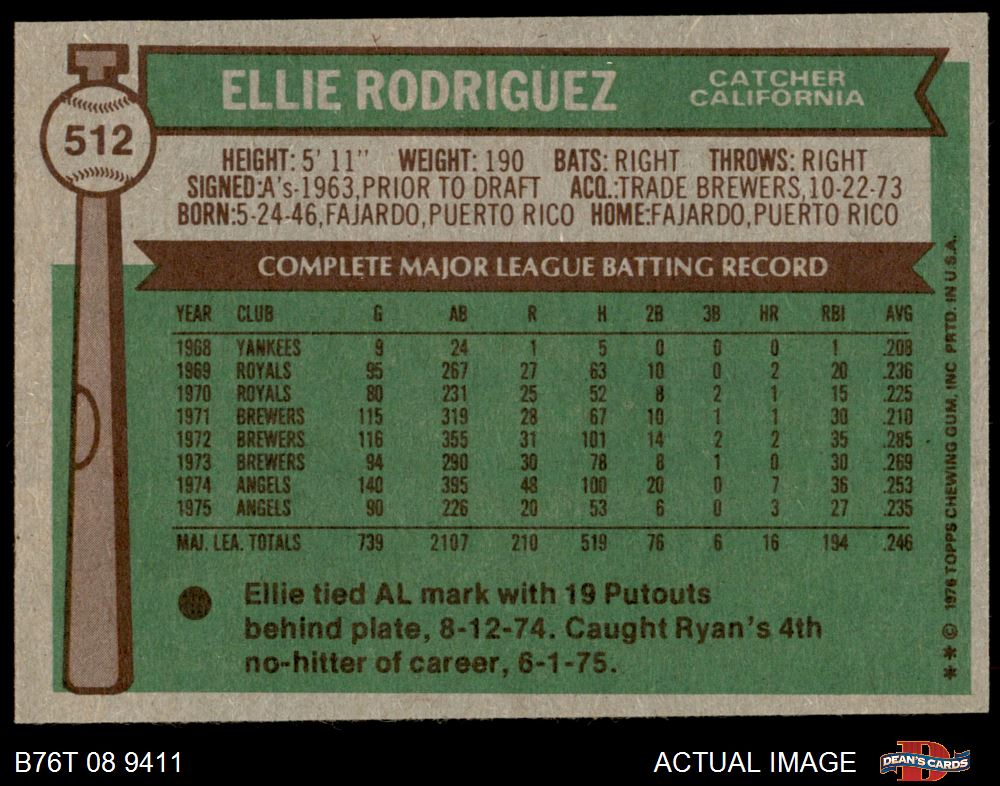 512
ELLIE RODRIGUEZ
CATCHER
CALIFORNIA
HEIGHT: 5' 11" WEIGHT: 190 BATS: RIGHT THROWS: RIGHT
SIGNED:A's-1963,PRIOR TO DRAFT ACQ.:TRADE BREWERS,10-22-73
BORN:5-24-46,FAJARDO,PUERTO RICO HOME:FAJARDO,PUERTO RICO
COMPLETE MAJOR LEAGUE BATTING RECORD
YEAR CLUB G AB R H 2B 3B HR RBI AVG
1968 YANKEES 9 24 1 5 0 0 0 1 .208
1969 ROYALS 95 267 27 63 10 0 2 20 .236
1970 ROYALS 80 231 25 52 8 2 1 15 .225
1971 BREWERS 115 319 28 67 10 1 1 30 .210
1972 BREWERS 116 355 31 101 14 2 2 35 .285
1973 BREWERS 94 290 30 78 8 1 0 30 .269
1974 ANGELS 140 395 48 100 20 0 7 36 .253
1975 ANGELS 90 226 20 53 6 0 3 27 .235
MAJ. LEA. TOTALS 739 2107 210 519 76 6 16 194 .246
Ellie tied AL mark with 19 Putouts
behind plate, 8-12-74. Caught Ryan's 4th
no-hitter of career, 6-1-75.
** © 1976 TOPPS CHEWING GUM, INC PRTD. IN U.S.A.
B76T 08 9411
ACTUAL IMAGE
D
DEAN'S CARDS